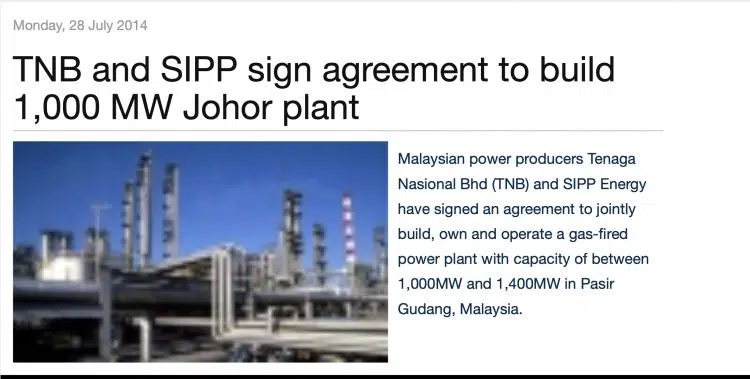 Monday, 28 July 2014
TNB and SIPP sign agreement to build
1,000 MW Johor plant
Malaysian power producers Tenaga
Nasional Bhd (TNB) and SIPP Energy
have signed an agreement to jointly
build, own and operate a gas-fired
power plant with capacity of between
1,000MW and 1,400MW in Pasir
Gudang, Malaysia.